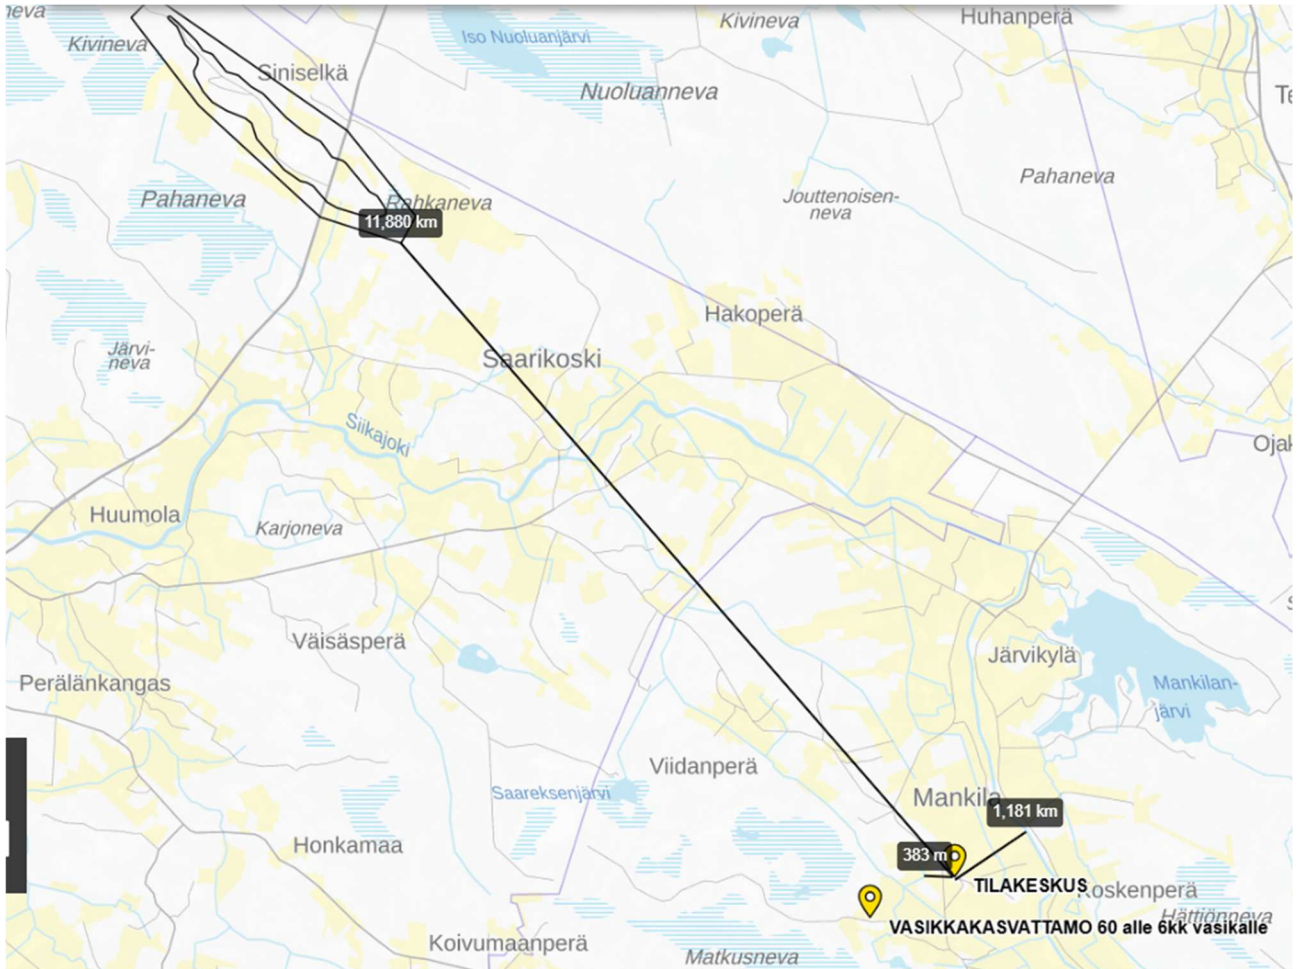 neva
Kivineva
Huhanperä
Kivineva
Iso Nuoluanjärvi
Siniselkä
Nuoluanneva
Pahaneva
Pahaneva
Rahkaneva
Jouttenoisen-
neva
11,880 km
Hakoperä
Järvi-
neva
Saarikoski
Siikajoki
Ojak
Huumola
Karjoneva
Väisäsperä
Järvikylä
Perälänkangas
Mankilan-
järvi
Viidanperä
Saareksenjärvi
Mankila
1,181 km
Honkamaa
383 m
TILAKESKUS
Koskenperä
Hättiönneva
VASIKKAKASVATTAMO 60 alle 6kk vasikalle
Koivumaanperä
Matkusneva